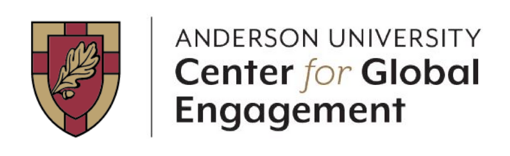 ANDERSON UNIVERSITY
Center for Global
Engagement